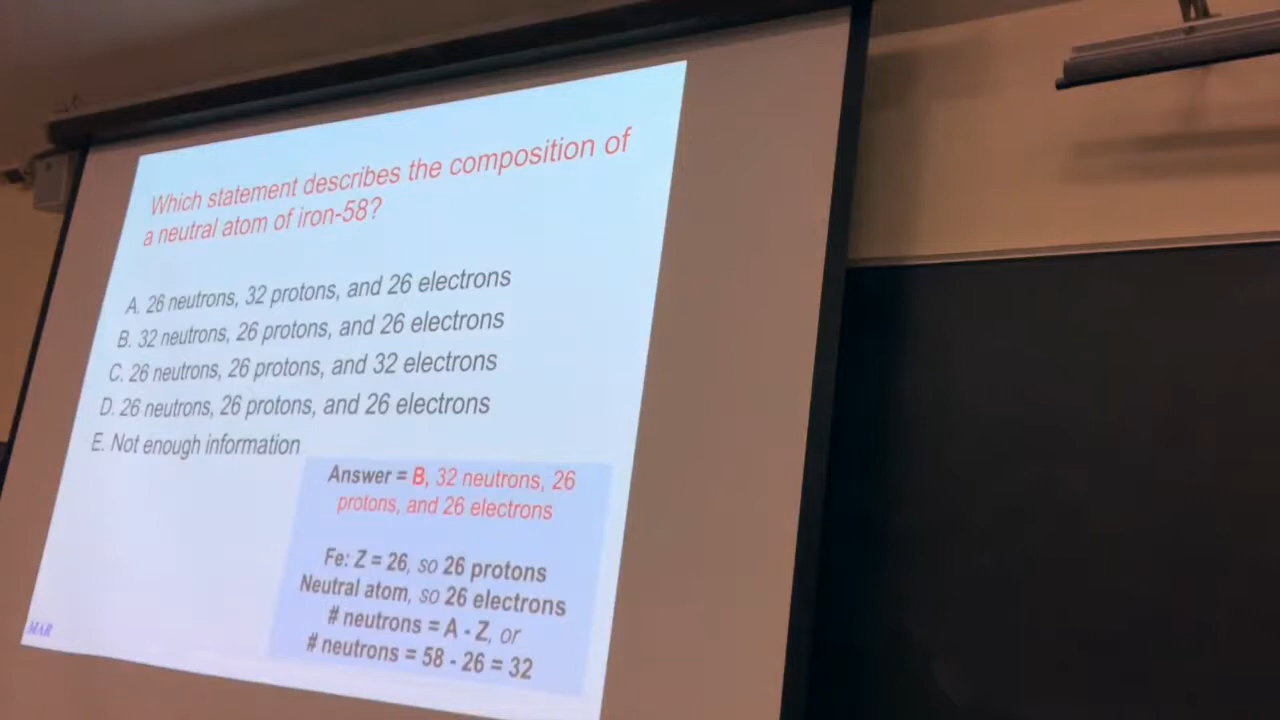 Which statement describes the composition of
a neutral atom of iron-58?
A. 26 neutrons, 32 protons, and 26 electrons
B. 32 neutrons, 26 protons, and 26 electrons
C. 26 neutrons, 26 protons, and 32 electrons
D. 26 neutrons, 26 protons, and 26 electrons
E. Not enough information
Answer = B, 32 neutrons, 26
protons, and 26 electrons
Fe: Z = 26, so 26 protons
Neutral atom, so 26 electrons
# neutrons = A - Z, or
# neutrons = 58 - 26 = 32
MAR